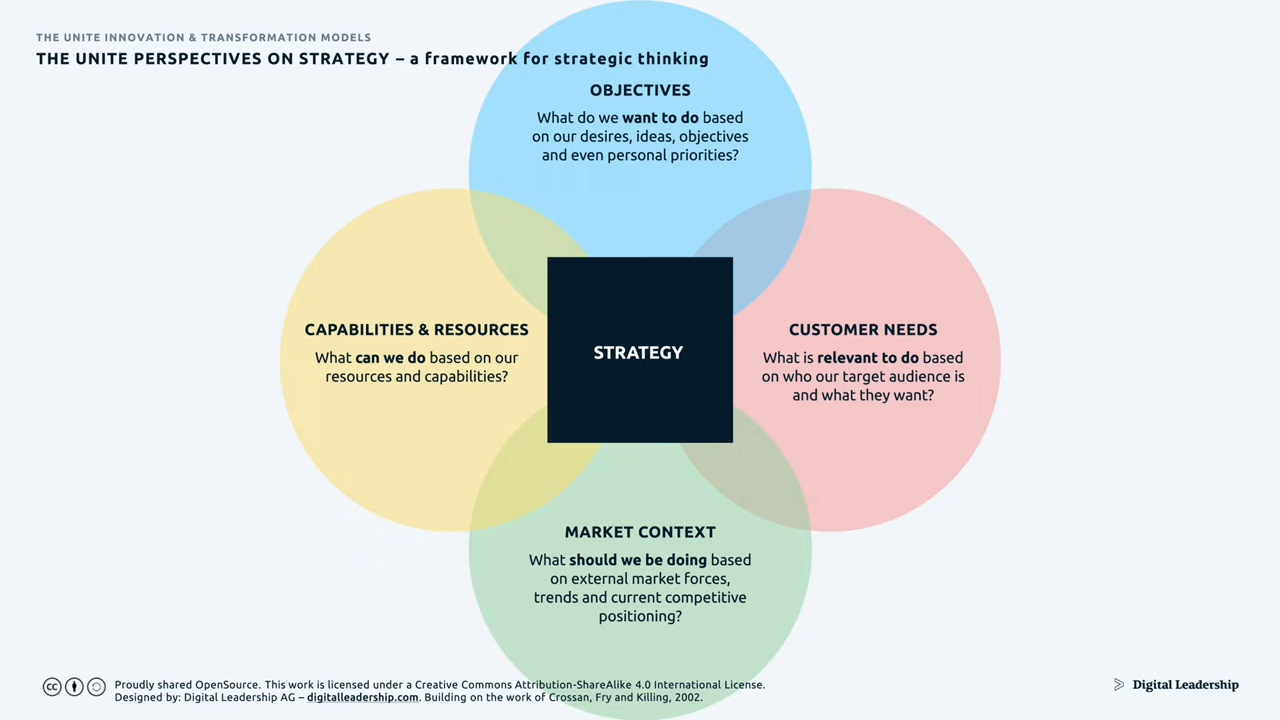 THE UNITE INNOVATION & TRANSFORMATION MODELS
THE UNITE PERSPECTIVES ON STRATEGY – a framework for strategic thinking
OBJECTIVES
What do we want to do based
on our desires, ideas, objectives
and even personal priorities?
CAPABILITIES & RESOURCES
What can we do based on our
resources and capabilities?
STRATEGY
CUSTOMER NEEDS
What is relevant to do based
on who our target audience is
and what they want?
MARKET CONTEXT
What should we be doing based
on external market forces,
trends and current competitive
positioning?
cc
Proudly shared OpenSource. This work is licensed under a Creative Commons Attribution-ShareAlike 4.0 International License.
Designed by: Digital Leadership AG – digitalleadership.com. Building on the work of Crossan, Fry and Killing, 2002.
Digital Leadership